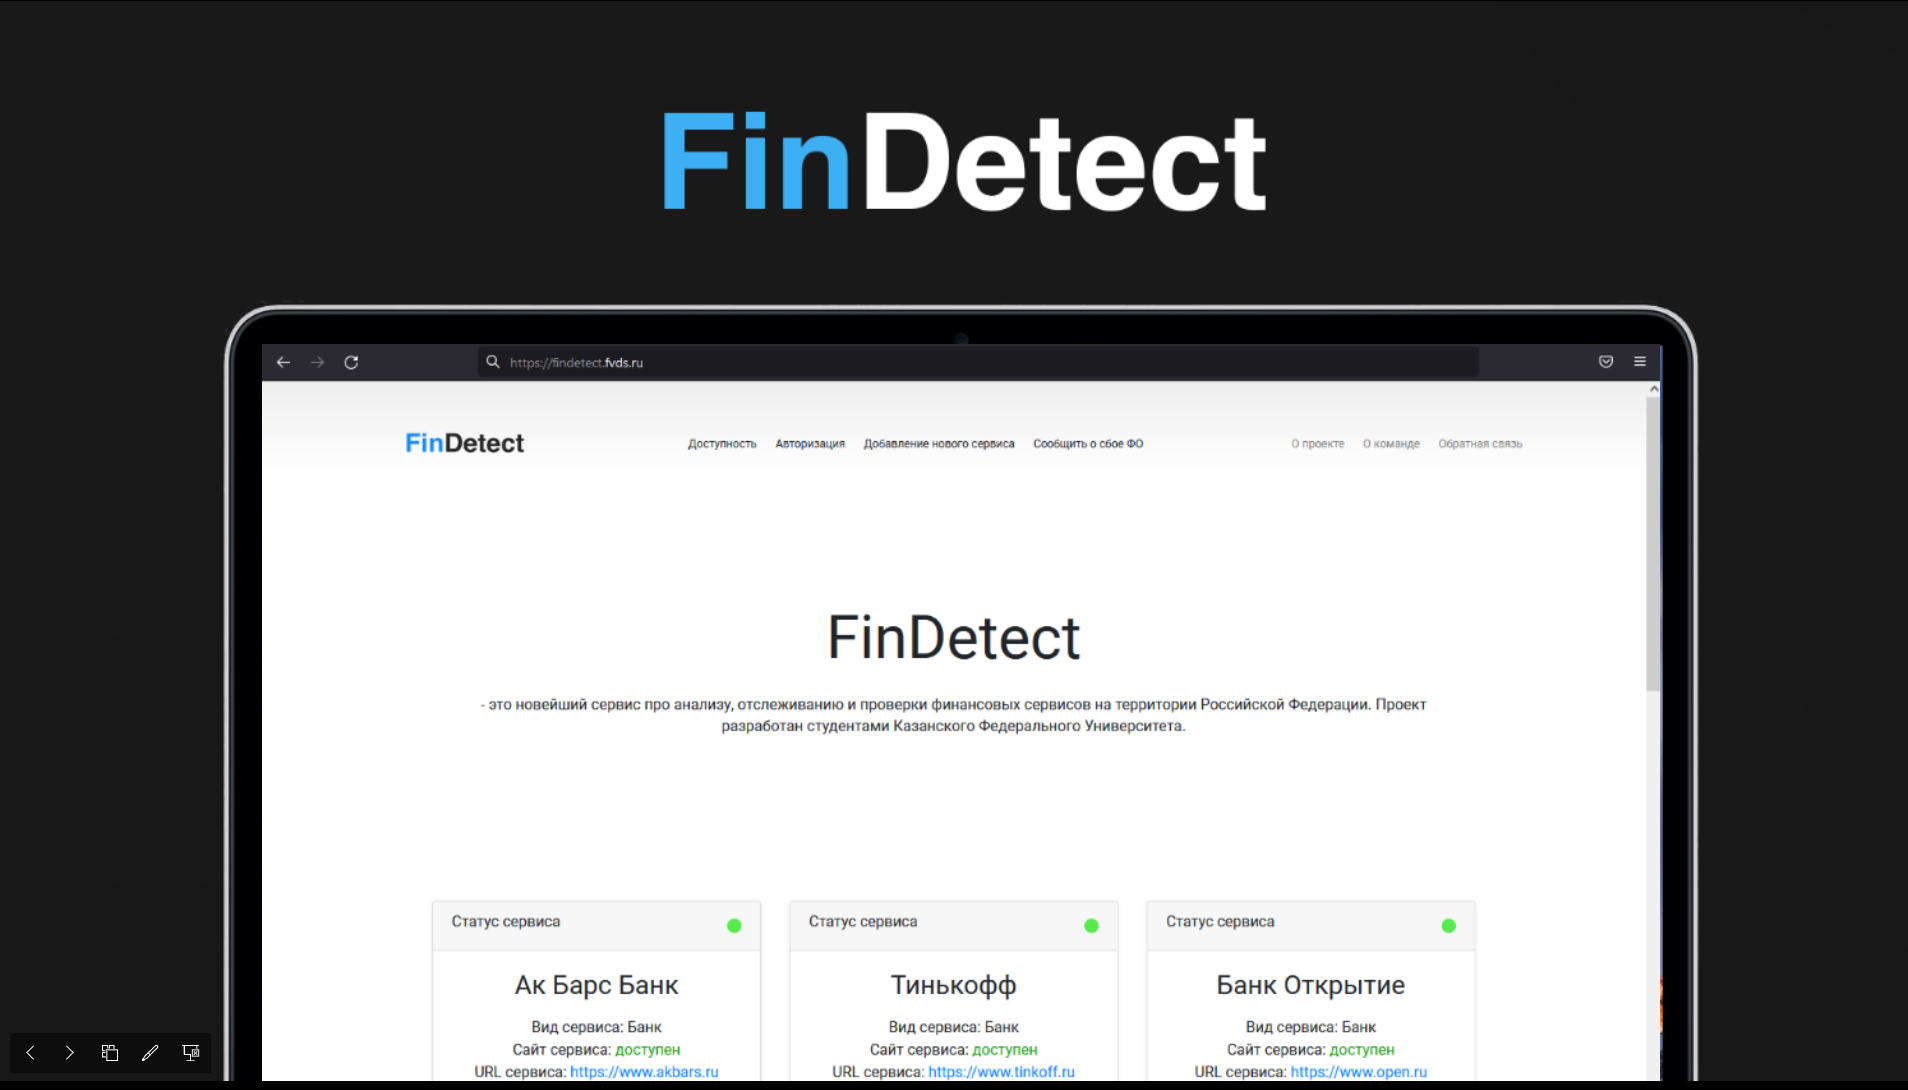 FinDetect
https://findetect.fvds.ru
FinDetect
Доступность Авторизация Добавление нового сервиса Сообщить о сбое ФО
О проекте О команде Обратная связь
FinDetect
- это новейший сервис про анализу, отслеживанию и проверки финансовых сервисов на территории Российской Федерации. Проект
разработан студентами Казанского Федерального Университета.
Статус сервиса
Ак Барс Банк
Вид сервиса: Банк
Сайт сервиса: доступен
URL сервиса: https://www.akbars.ru
Статус сервиса
Тинькофф
Вид сервиса: Банк
Сайт сервиса: доступен
URL сервиса: https://www.tinkoff.ru
Статус сервиса
Банк Открытие
Вид сервиса: Банк
Сайт сервиса: доступен
URL сервиса: https://www.open.ru